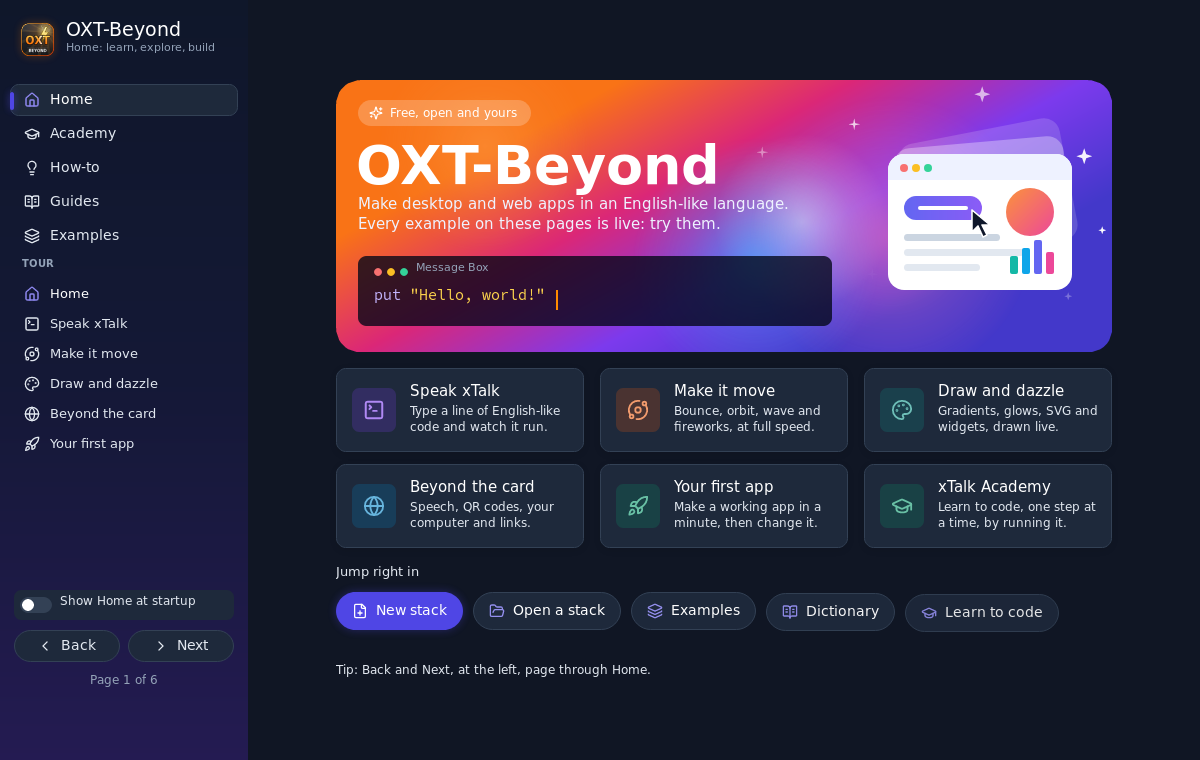 OXT
BEYOND
OXT-Beyond
Home: learn, explore, build
Home
Academy
How-to
Guides
Examples
TOUR
Home
Speak xTalk
Make it move
Draw and dazzle
Beyond the card
Your first app
Show Home at startup
Back
Next
Page 1 of 6
Free, open and yours
OXT-Beyond
Make desktop and web apps in an English-like language.
Every example on these pages is live: try them.
Message Box
put "Hello, world!"
Speak xTalk
Type a line of English-like
code and watch it run.
Make it move
Bounce, orbit, wave and
fireworks, at full speed.
Draw and dazzle
Gradients, glows, SVG and
widgets, drawn live.
Beyond the card
Speech, QR codes, your
computer and links.
Your first app
Make a working app in a
minute, then change it.
xTalk Academy
Learn to code, one step at
a time, by running it.
Jump right in
New stack
Open a stack
Examples
Dictionary
Learn to code
Tip: Back and Next, at the left, page through Home.